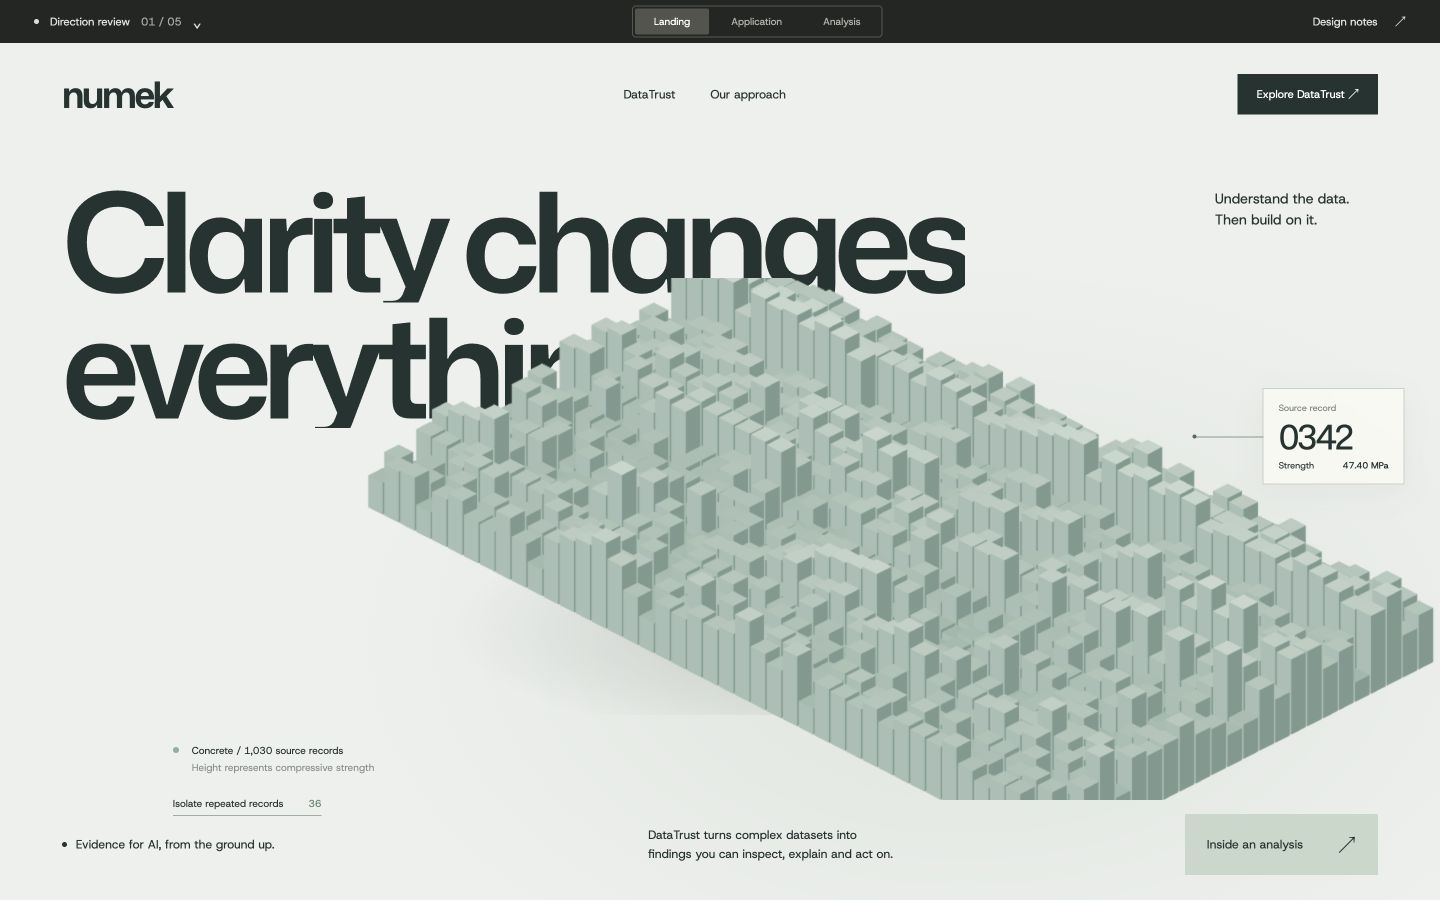 Direction review 01 / 05
Landing
Application
Analysis
Design notes
numek
DataTrust
Our approach
Explore DataTrust
Clarity changes
Understand the data.
Then build on it.
Source record
0342
Strength 47.40 MPa
Concrete / 1,030 source records
Height represents compressive strength
Isolate repeated records 36
Evidence for AI, from the ground up.
DataTrust turns complex datasets into
findings you can inspect, explain and act on.
Inside an analysis